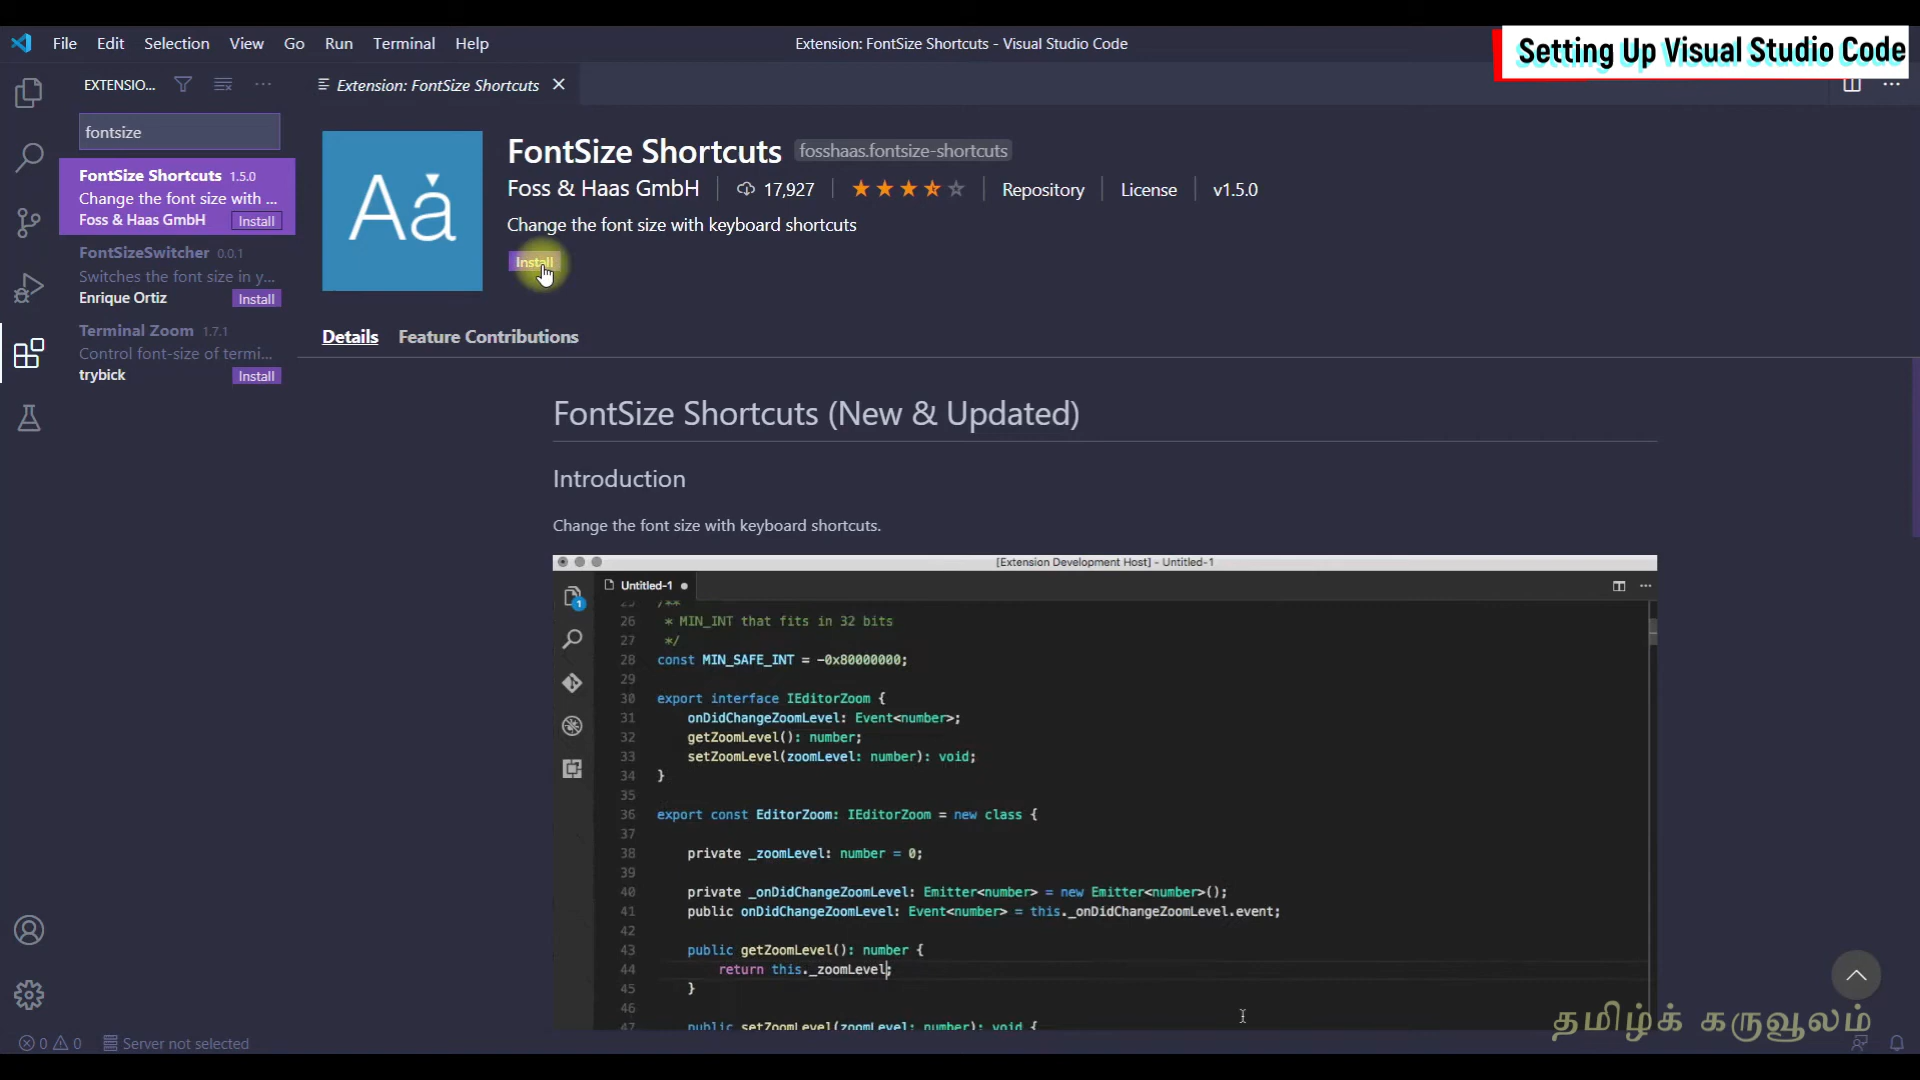 File Edit Selection View Go Run Terminal Help
Extension: FontSize Shortcuts - Visual Studio Code
Setting Up Visual Studio Code
EXTENSIO...
Extension: FontSize Shortcuts
fontsize
FontSize Shortcuts 1.5.0
Change the font size with ...
Foss & Haas GmbH Install
FontSizeSwitcher 0.0.1
Switches the font size in y...
Enrique Ortiz Install
Terminal Zoom 1.7.1
Control font-size of termi...
trybick Install
FontSize Shortcuts fosshaas.fontsize-shortcuts
Foss & Haas GmbH 17,927 Repository License v1.5.0
Change the font size with keyboard shortcuts
Install
Details Feature Contributions
FontSize Shortcuts (New & Updated)
Introduction
Change the font size with keyboard shortcuts.
[Extension Development Host] - Untitled-1
Untitled-1
1
25 /**
26 * MIN_INT that fits in 32 bits
27 */
28 const MIN_SAFE_INT = -0x80000000;
29
30 export interface IEditorZoom {
31 onDidChangeZoomLevel: Event<number>;
32 getZoomLevel(): number;
33 setZoomLevel(zoomLevel: number): void;
34 }
35
36 export const EditorZoom: IEditorZoom = new class {
37
38 private _zoomLevel: number = 0;
39
40 private _onDidChangeZoomLevel: Emitter<number> = new Emitter<number>();
41 public onDidChangeZoomLevel: Event<number> = this._onDidChangeZoomLevel.event;
42
43 public getZoomLevel(): number {
44 return this._zoomLevel;
45 }
46
47 public setZoomLevel(zoomLevel: number): void {
தமிழ்க் கருவூலம்
0 0 Server not selected